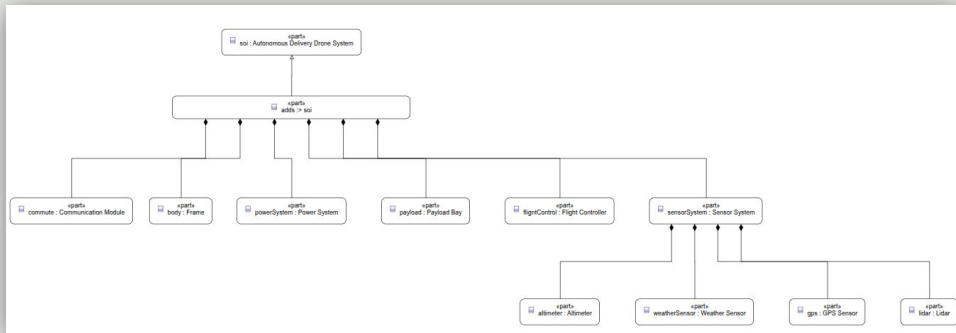 «part»
soi : Autonomous Delivery Drone System
«part»
adds :> soi
«part»
commute : Communication Module
«part»
body : Frame
«part»
powerSystem : Power System
«part»
payload : Payload Bay
«part»
flightControl : Flight Controller
«part»
sensorSystem : Sensor System
«part»
altimeter : Altimeter
«part»
weatherSensor : Weather Sensor
«part»
gps : GPS Sensor
«part»
lidar : Lidar